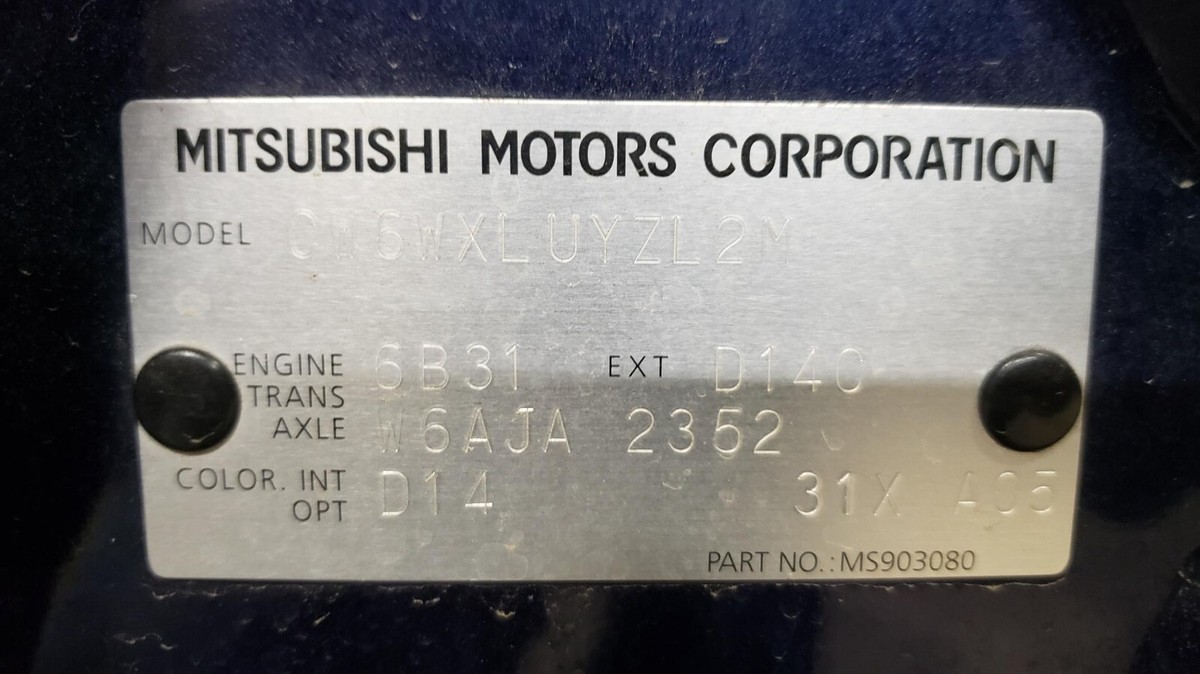 MITSUBISHI MOTORS CORPORATION
MODEL CW6WXLUYZL2M
ENGINE 6B31 EXT D14C
TRANS
AXLE W6AJA 2352
COLOR. INT D14 31X A05
OPT
PART NO.: MS903080